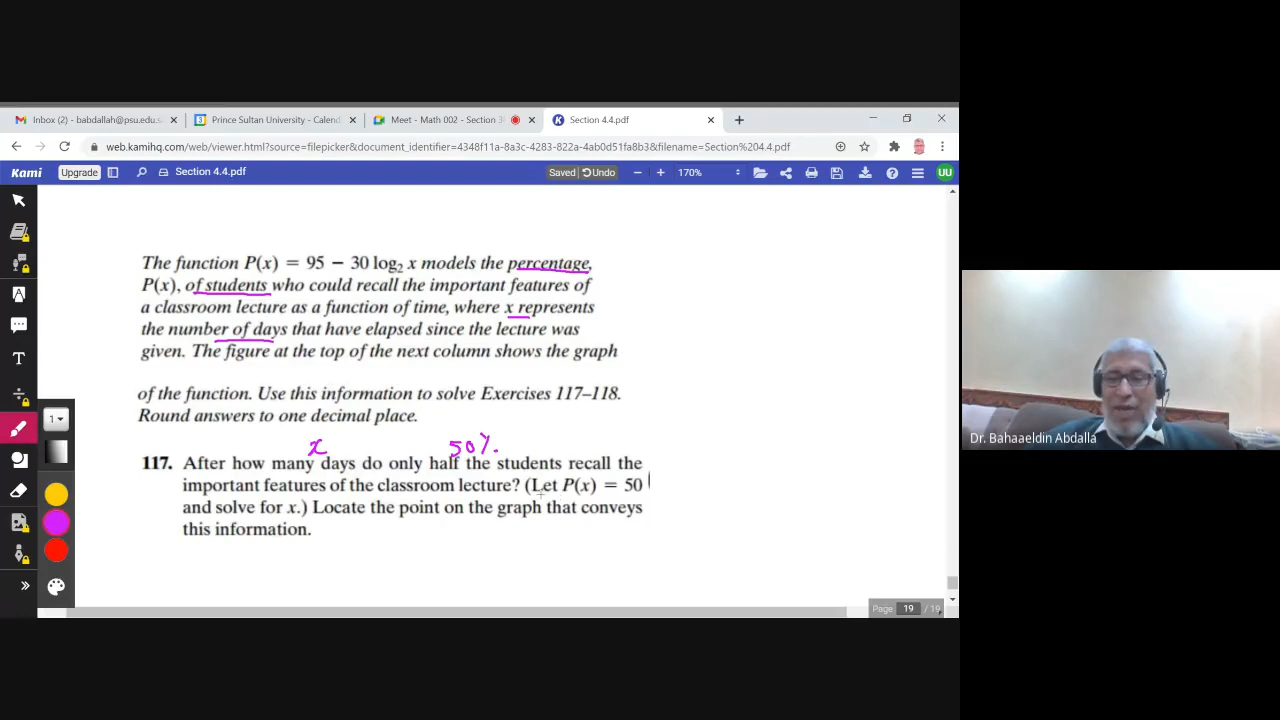 Inbox (2) - babdallah@psu.edu.s
Prince Sultan University - Calend
Meet - Math 002 - Section 3
Section 4.4.pdf
web.kamihq.com/web/viewer.html?source=filepicker&document_identifier=4348f11a-8a3c-4283-822a-4ab0d51fa8b3&filename=Section%204.4.pdf
Kami Upgrade Section 4.4.pdf Saved Undo 170% UU
The function P(x) = 95 − 30 log₂ x models the percentage,
P(x), of students who could recall the important features of
a classroom lecture as a function of time, where x represents
the number of days that have elapsed since the lecture was
given. The figure at the top of the next column shows the graph
of the function. Use this information to solve Exercises 117–118.
Round answers to one decimal place.
x 50%.
117. After how many days do only half the students recall the
important features of the classroom lecture? (Let P(x) = 50
and solve for x.) Locate the point on the graph that conveys
this information.
1
Page 19 / 19
Dr. Bahaaeldin Abdalla